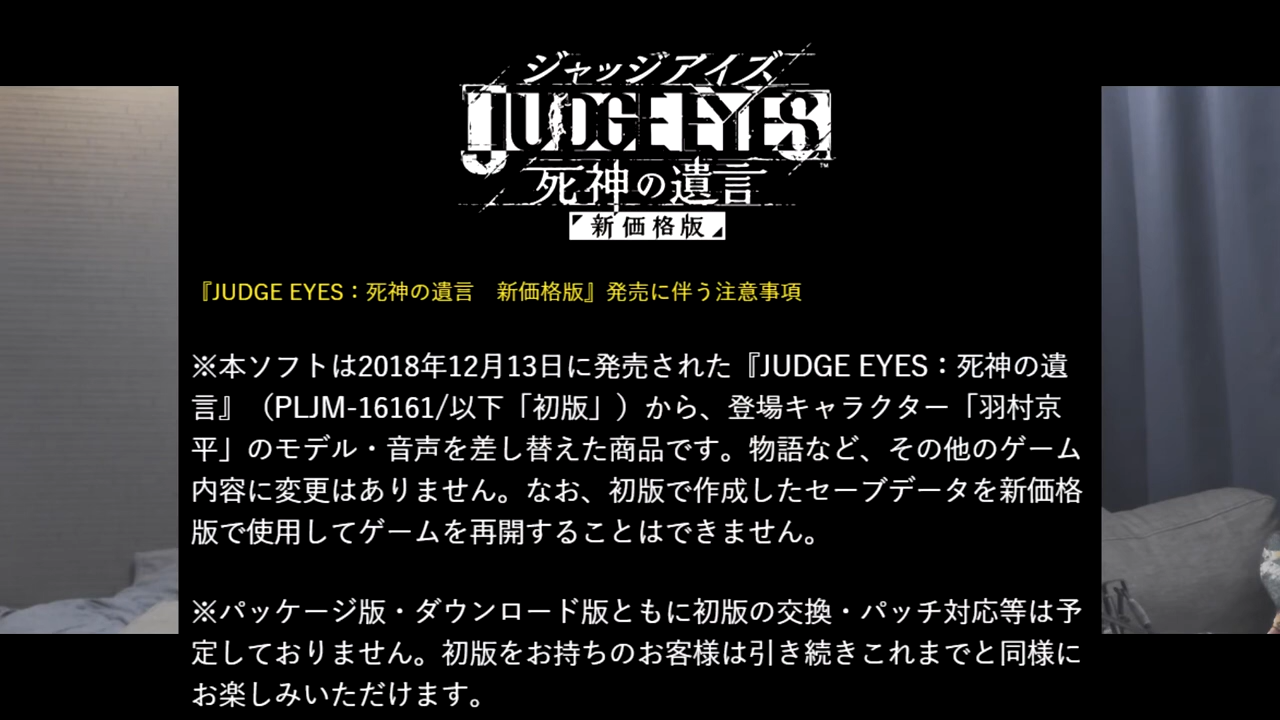 ジャッジアイズ
JUDGE EYES
™
死神の遺言
新価格版
『JUDGE EYES：死神の遺言　新価格版』発売に伴う注意事項
※本ソフトは2018年12月13日に発売された『JUDGE EYES：死神の遺
言』（PLJM-16161/以下「初版」）から、登場キャラクター「羽村京
平」のモデル・音声を差し替えた商品です。物語など、その他のゲーム
内容に変更はありません。なお、初版で作成したセーブデータを新価格
版で使用してゲームを再開することはできません。
※パッケージ版・ダウンロード版ともに初版の交換・パッチ対応等は予
定しておりません。初版をお持ちのお客様は引き続きこれまでと同様に
お楽しみいただけます。